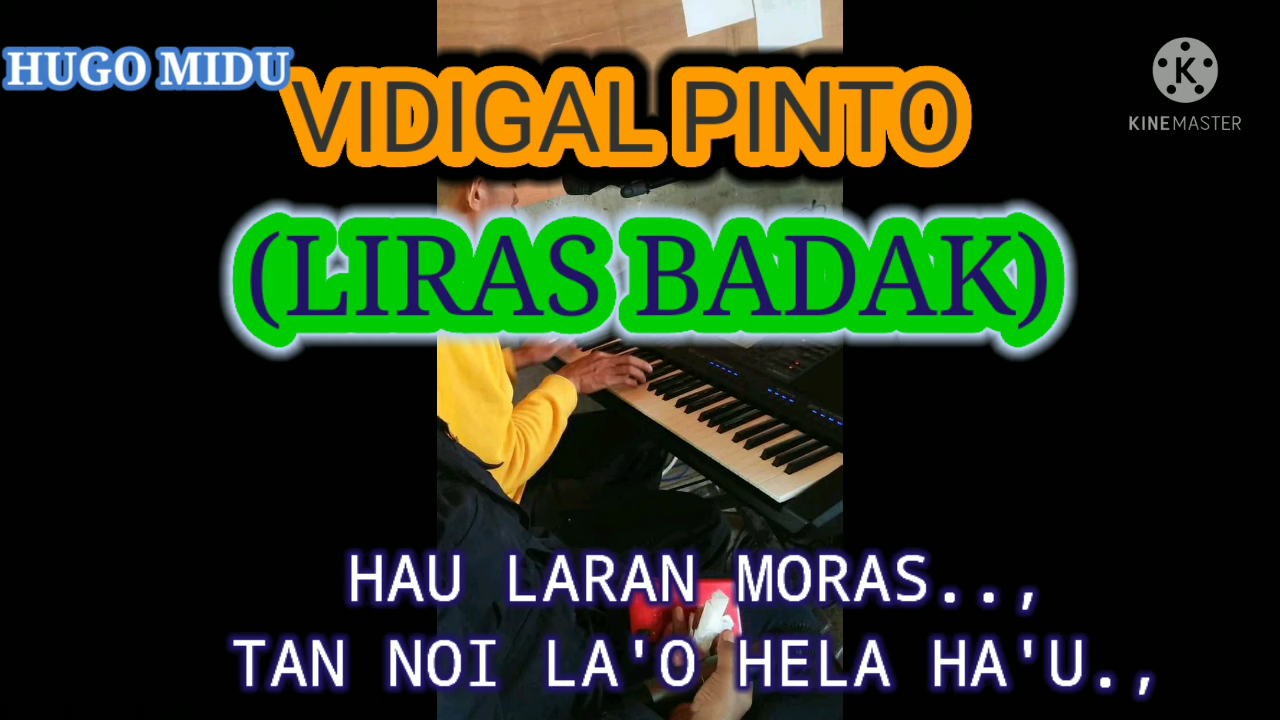 HUGO MIDU
VIDIGAL PINTO
KINEMASTER
(LIRAS BADAK)
HAU LARAN MORAS..,
TAN NOI LA'O HELA HA'U.,